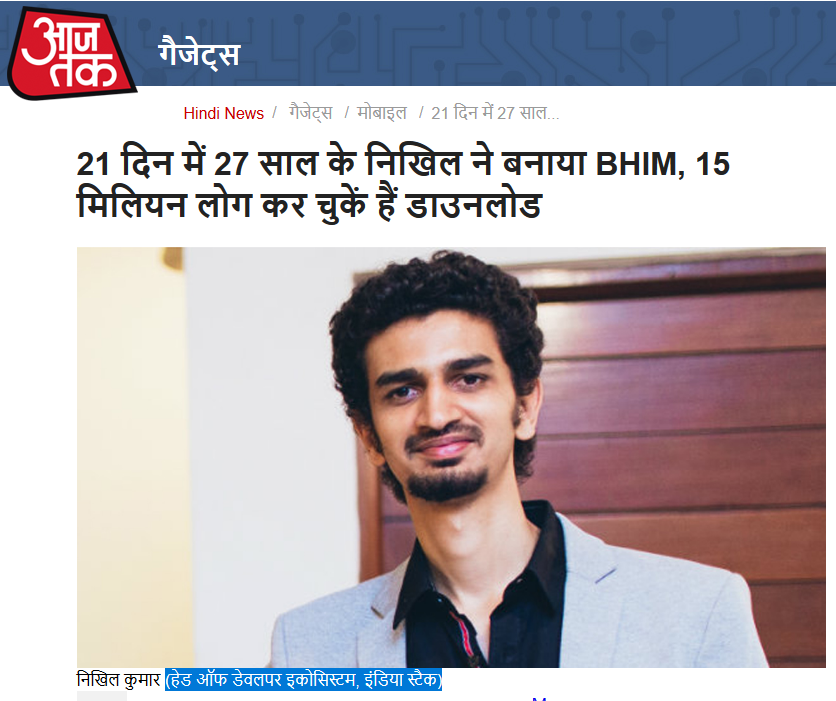 आज
तक
गैजेट्स
Hindi News / गैजेट्स / मोबाइल / 21 दिन में 27 साल...
21 दिन में 27 साल के निखिल ने बनाया BHIM, 15
मिलियन लोग कर चुकें हैं डाउनलोड
निखिल कुमार (हेड ऑफ डेवलपर इकोसिस्टम, इंडिया स्टैक)